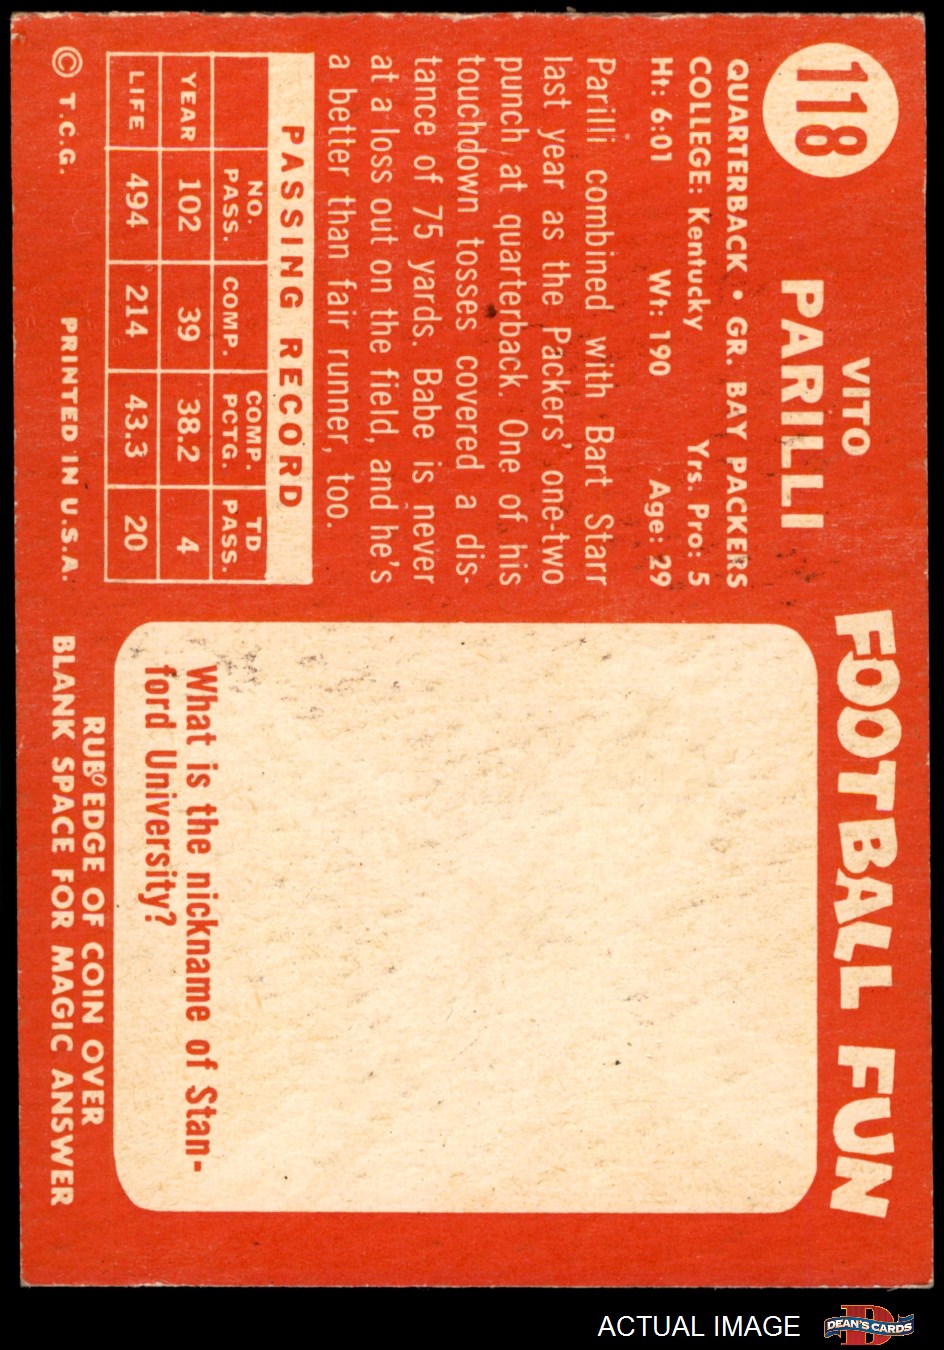 118
VITO
PARILLI
QUARTERBACK • GR. BAY PACKERS
COLLEGE: Kentucky Yrs. Pro: 5
Ht: 6:01 Wt: 190 Age: 29
Parilli combined with Bart Starr
last year as the Packers' one-two
punch at quarterback. One of his
touchdown tosses covered a dis-
tance of 75 yards. Babe is never
at a loss out on the field, and he's
a better than fair runner, too.
PASSING RECORD
NO. PASS. COMP. COMP. PCTG. TD PASS.
YEAR 102 39 38.2 4
LIFE 494 214 43.3 20
© T.C.G. PRINTED IN U.S.A.
FOOTBALL FUN
What is the nickname of Stan-
ford University?
RUB EDGE OF COIN OVER
BLANK SPACE FOR MAGIC ANSWER
ACTUAL IMAGE
DEAN'S CARDS